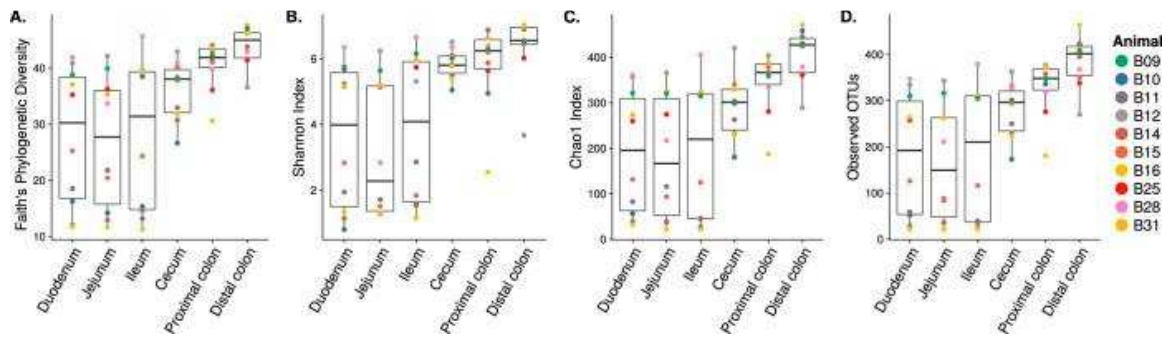 A.
Faith's Phylogenetic Diversity
40
30
20
10
Duodenum
Jejunum
Ileum
Cecum
Proximal colon
Distal colon
B.
Shannon Index
6
4
2
Duodenum
Jejunum
Ileum
Cecum
Proximal colon
Distal colon
C.
Chao1 Index
400
300
200
100
0
Duodenum
Jejunum
Ileum
Cecum
Proximal colon
Distal colon
D.
Observed OTUs
400
300
200
100
0
Duodenum
Jejunum
Ileum
Cecum
Proximal colon
Distal colon
Animal
B09
B10
B11
B12
B14
B15
B16
B25
B28
B31